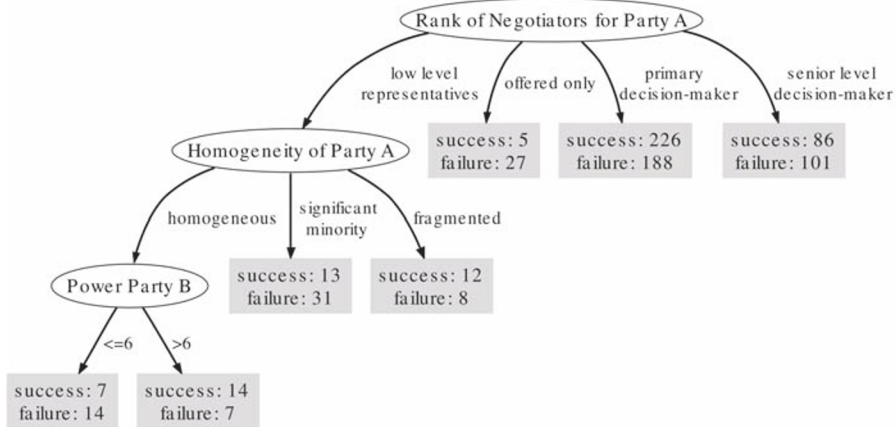 Rank of Negotiators for Party A
low level
representatives
offered only
primary
decision-maker
senior level
decision-maker
success: 5
failure: 27
success: 226
failure: 188
success: 86
failure: 101
Homogeneity of Party A
homogeneous
significant
minority
fragmented
success: 13
failure: 31
success: 12
failure: 8
Power Party B
<=6
>6
success: 7
failure: 14
success: 14
failure: 7